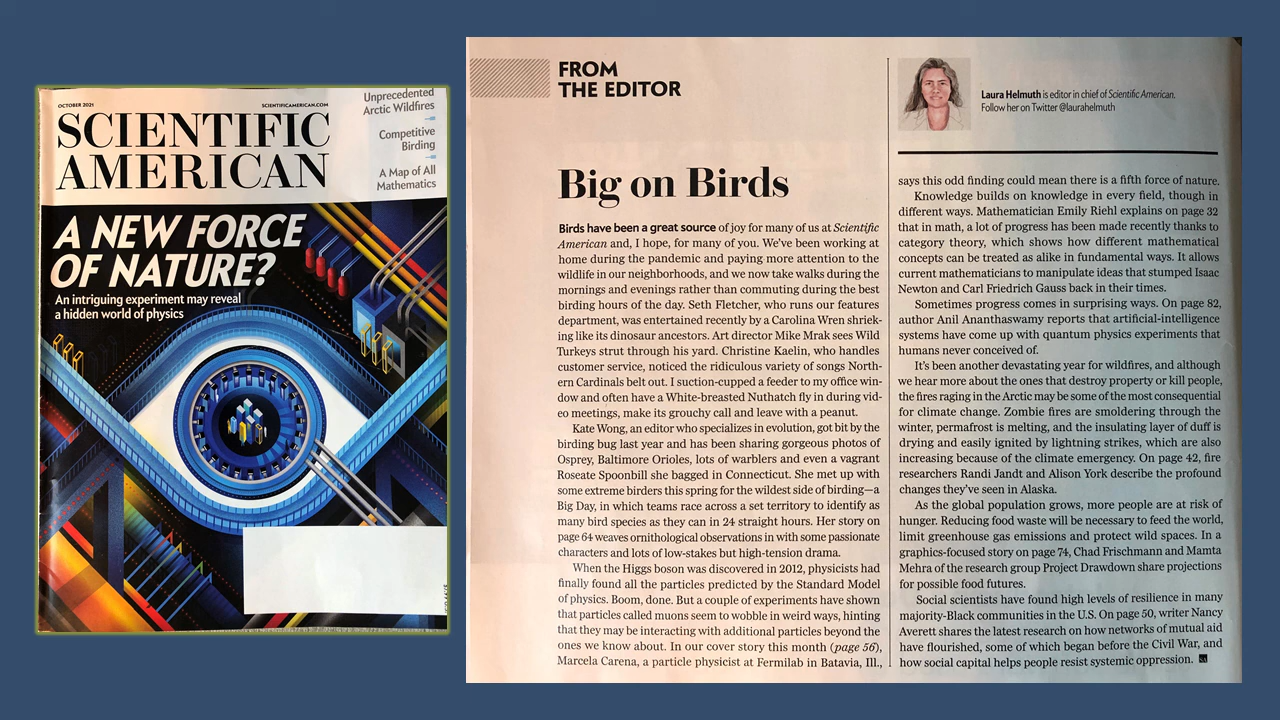 OCTOBER 2021
SCIENTIFICAMERICAN.COM
SCIENTIFIC
AMERICAN
Unprecedented
Arctic Wildfires
Competitive
Birding
A Map of All
Mathematics
A NEW FORCE
OF NATURE?
An intriguing experiment may reveal
a hidden world of physics
FROM
THE EDITOR
Big on Birds
Birds have been a great source of joy for many of us at Scientific
American and, I hope, for many of you. We've been working at
home during the pandemic and paying more attention to the
wildlife in our neighborhoods, and we now take walks during the
mornings and evenings rather than commuting during the best
birding hours of the day. Seth Fletcher, who runs our features
department, was entertained recently by a Carolina Wren shriek-
ing like its dinosaur ancestors. Art director Mike Mrak sees Wild
Turkeys strut through his yard. Christine Kaelin, who handles
customer service, noticed the ridiculous variety of songs North-
ern Cardinals belt out. I suction-cupped a feeder to my office win-
dow and often have a White-breasted Nuthatch fly in during vid-
eo meetings, make its grouchy call and leave with a peanut.
Kate Wong, an editor who specializes in evolution, got bit by the
birding bug last year and has been sharing gorgeous photos of
Osprey, Baltimore Orioles, lots of warblers and even a vagrant
Roseate Spoonbill she bagged in Connecticut. She met up with
some extreme birders this spring for the wildest side of birding—a
Big Day, in which teams race across a set territory to identify as
many bird species as they can in 24 straight hours. Her story on
page 64 weaves ornithological observations in with some passionate
characters and lots of low-stakes but high-tension drama.
When the Higgs boson was discovered in 2012, physicists had
finally found all the particles predicted by the Standard Model
of physics. Boom, done. But a couple of experiments have shown
that particles called muons seem to wobble in weird ways, hinting
that they may be interacting with additional particles beyond the
ones we know about. In our cover story this month (page 56),
Marcela Carena, a particle physicist at Fermilab in Batavia, Ill.,
Laura Helmuth is editor in chief of Scientific American.
Follow her on Twitter @laurahelmuth
says this odd finding could mean there is a fifth force of nature.
Knowledge builds on knowledge in every field, though in
different ways. Mathematician Emily Riehl explains on page 32
that in math, a lot of progress has been made recently thanks to
category theory, which shows how different mathematical
concepts can be treated as alike in fundamental ways. It allows
current mathematicians to manipulate ideas that stumped Isaac
Newton and Carl Friedrich Gauss back in their times.
Sometimes progress comes in surprising ways. On page 82,
author Anil Ananthaswamy reports that artificial-intelligence
systems have come up with quantum physics experiments that
humans never conceived of.
It's been another devastating year for wildfires, and although
we hear more about the ones that destroy property or kill people,
the fires raging in the Arctic may be some of the most consequential
for climate change. Zombie fires are smoldering through the
winter, permafrost is melting, and the insulating layer of duff is
drying and easily ignited by lightning strikes, which are also
increasing because of the climate emergency. On page 42, fire
researchers Randi Jandt and Alison York describe the profound
changes they've seen in Alaska.
As the global population grows, more people are at risk of
hunger. Reducing food waste will be necessary to feed the world,
limit greenhouse gas emissions and protect wild spaces. In a
graphics-focused story on page 74, Chad Frischmann and Mamta
Mehra of the research group Project Drawdown share projections
for possible food futures.
Social scientists have found high levels of resilience in many
majority-Black communities in the U.S. On page 50, writer Nancy
Averett shares the latest research on how networks of mutual aid
have flourished, some of which began before the Civil War, and
how social capital helps people resist systemic oppression.